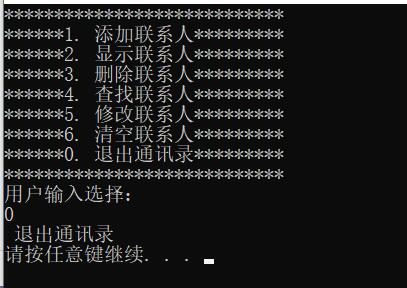 ****************************
******1. 添加联系人*********
******2. 显示联系人*********
******3. 删除联系人*********
******4. 查找联系人*********
******5. 修改联系人*********
******6. 清空联系人*********
******0. 退出通讯录*********
****************************
用户输入选择：
0
 退出通讯录
请按任意键继续. . .